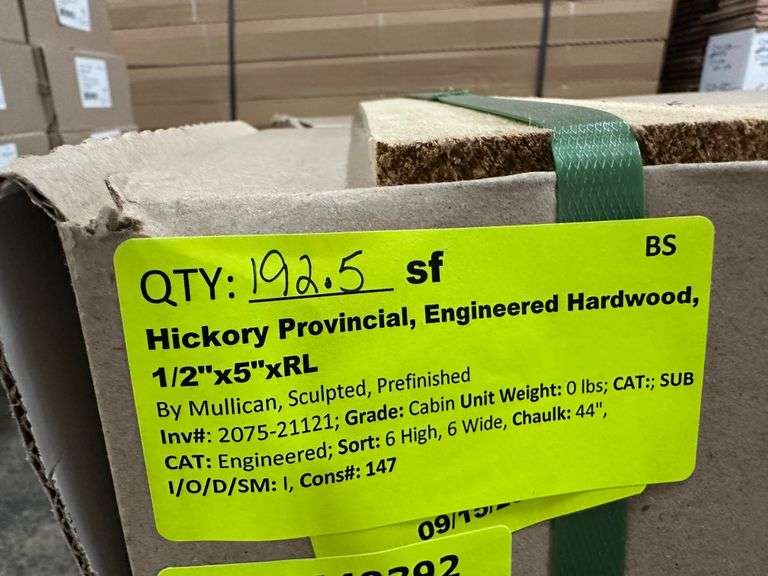 BS
QTY: 192.5 sf
Hickory Provincial, Engineered Hardwood,
1/2"x5"xRL
By Mullican, Sculpted, Prefinished
Inv#: 2075-21121; Grade: Cabin Unit Weight: 0 lbs; CAT:; SUB
CAT: Engineered; Sort: 6 High, 6 Wide, Chaulk: 44",
I/O/D/SM: I, Cons#: 147